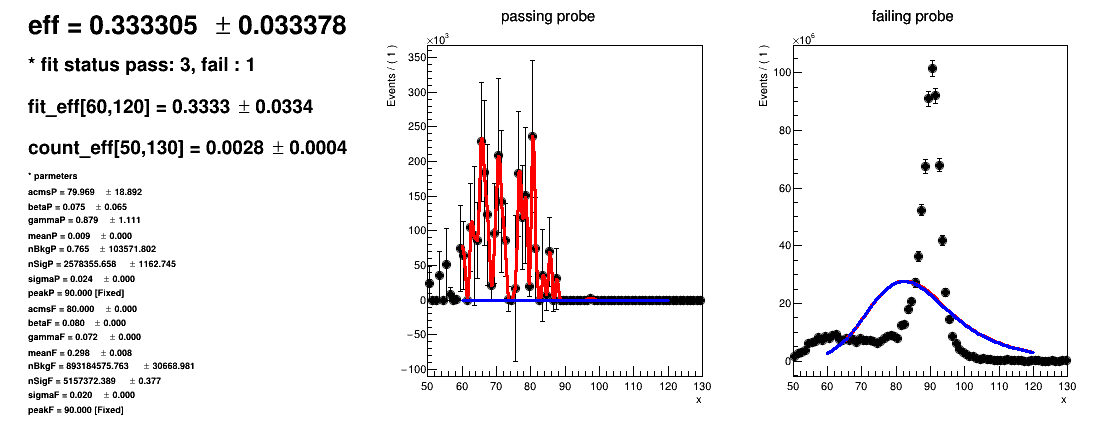 eff = 0.333305 ± 0.033378
* fit status pass: 3, fail : 1
fit_eff[60,120] = 0.3333 ± 0.0334
count_eff[50,130] = 0.0028 ± 0.0004
* parmeters
acmsP = 79.969 ± 18.892
betaP = 0.075 ± 0.065
gammaP = 0.879 ± 1.111
meanP = 0.009 ± 0.000
nBkgP = 0.765 ± 103571.802
nSigP = 2578355.658 ± 1162.745
sigmaP = 0.024 ± 0.000
peakP = 90.000 [Fixed]
acmsF = 80.000 ± 0.000
betaF = 0.080 ± 0.000
gammaF = 0.072 ± 0.000
meanF = 0.298 ± 0.008
nBkgF = 893184575.763 ± 30668.981
nSigF = 5157372.389 ± 0.377
sigmaF = 0.020 ± 0.000
peakF = 90.000 [Fixed]
passing probe
×10³
Events / ( 1 )
350
300
250
200
150
100
50
0
−50
−100
50 60 70 80 90 100 110 120 130
x
failing probe
×10⁶
Events / ( 1 )
100
80
60
40
20
0
50 60 70 80 90 100 110 120 130
x